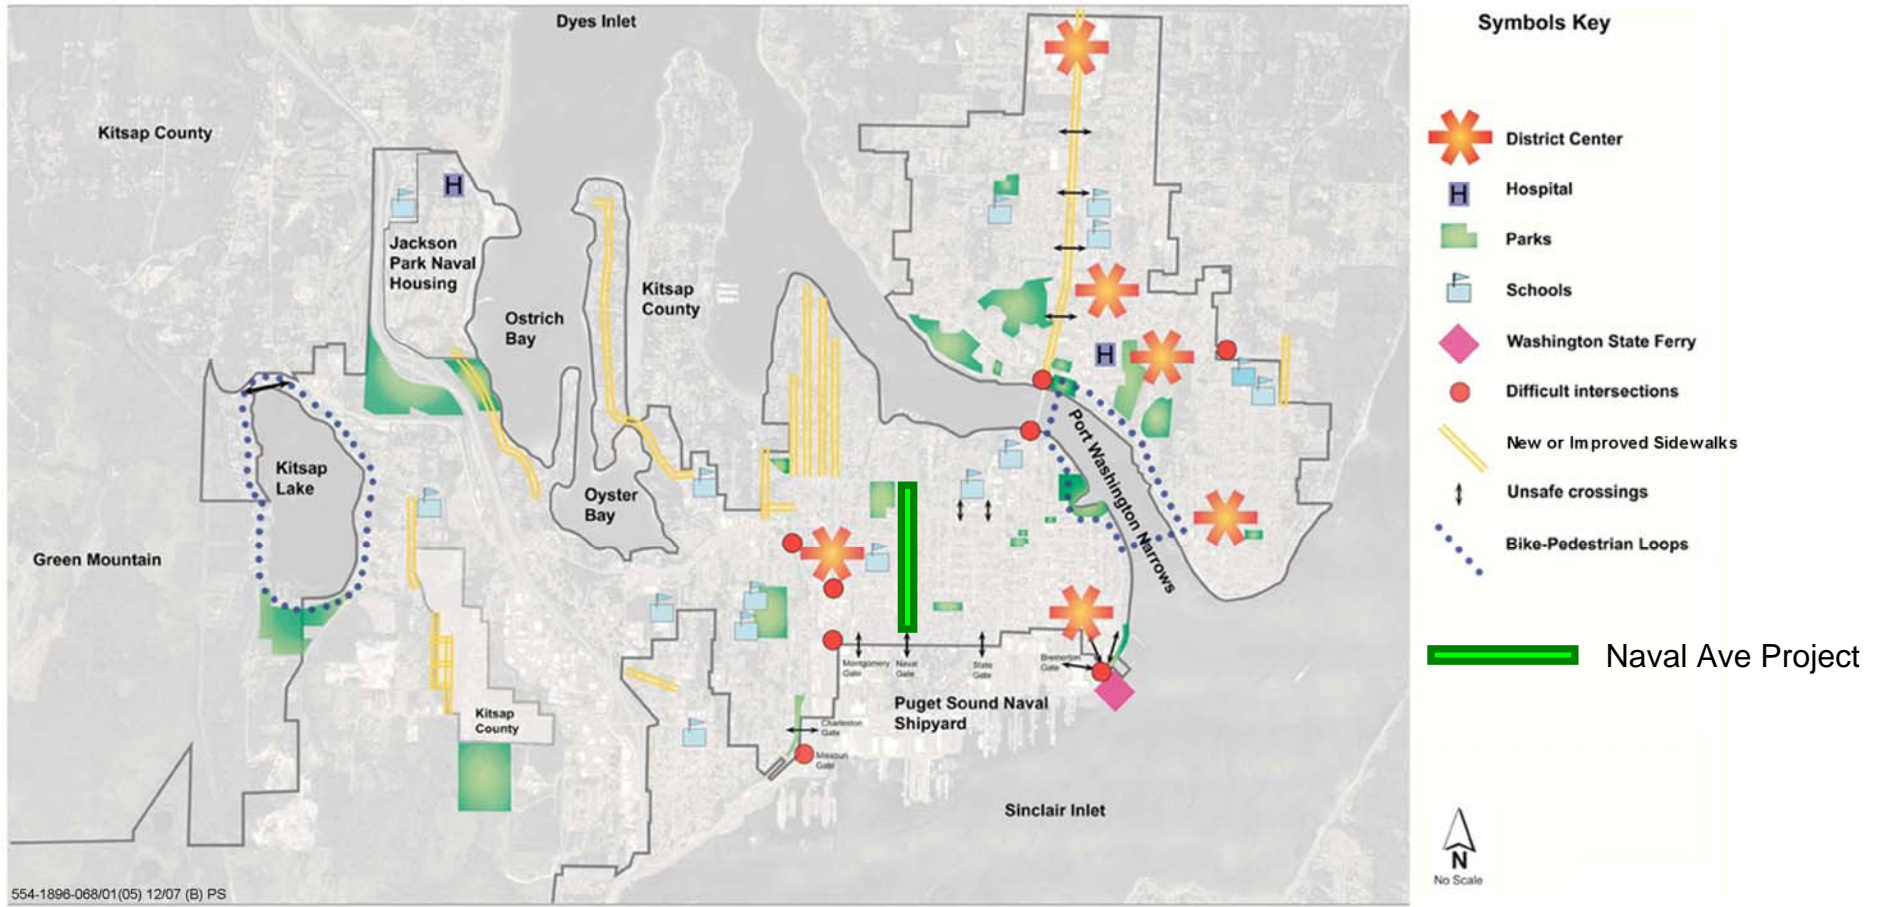 Dyes Inlet
Symbols Key
Kitsap County
District Center
H
Hospital
H
Jackson
Park Naval
Housing
Parks
Kitsap
County
Schools
Ostrich
Bay
H
Washington State Ferry
Difficult intersections
Port Washington Narrows
New or Improved Sidewalks
Kitsap
Lake
Oyster
Bay
Unsafe crossings
Bike-Pedestrian Loops
Green Mountain
Naval Ave Project
Montgomery
Gate
Naval
Gate
State
Gate
Bremerton
Gate
Puget Sound Naval
Shipyard
Kitsap
County
Charleston
Gate
Missouri
Gate
Sinclair Inlet
N
No Scale
554-1896-068/01(05) 12/07 (B) PS